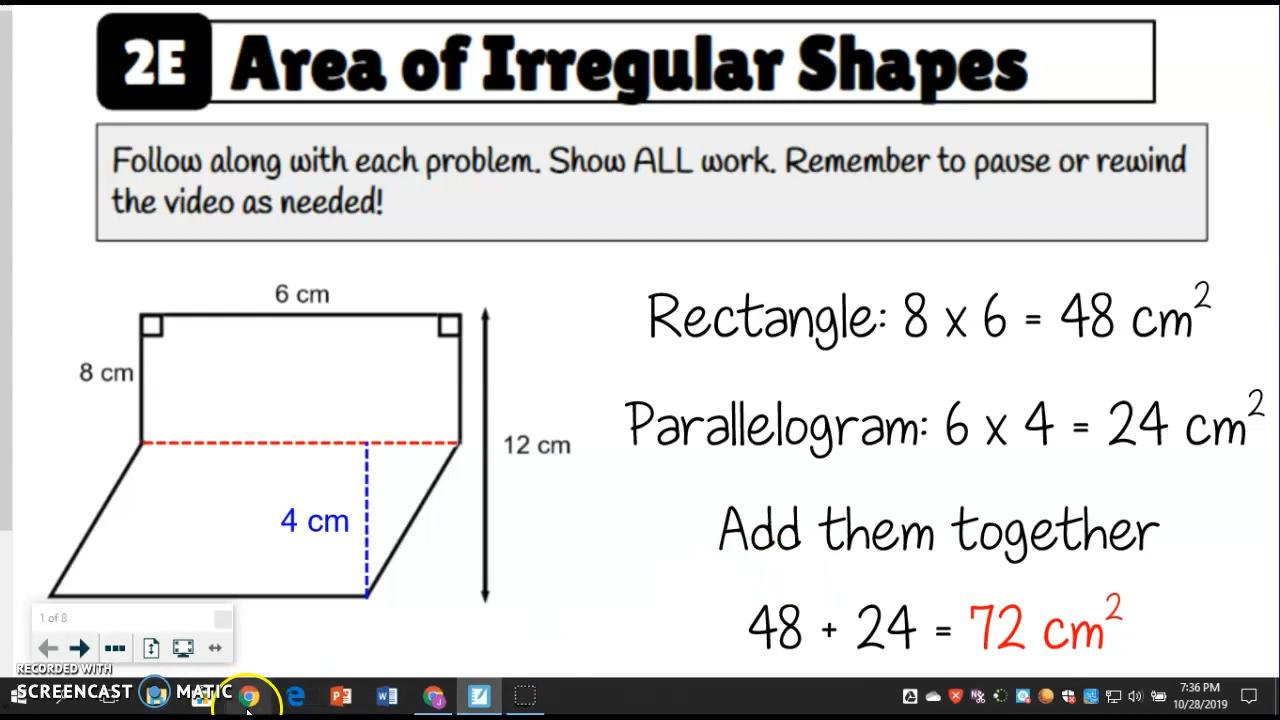 2E Area of Irregular Shapes
Follow along with each problem. Show ALL work. Remember to pause or rewind
the video as needed!
6 cm
8 cm
12 cm
4 cm
Rectangle: 8 x 6 = 48 cm²
Parallelogram: 6 x 4 = 24 cm²
Add them together
48 + 24 = 72 cm²
1 of 8
RECORDED WITH
SCREENCAST MATIC
7:36 PM
10/28/2019